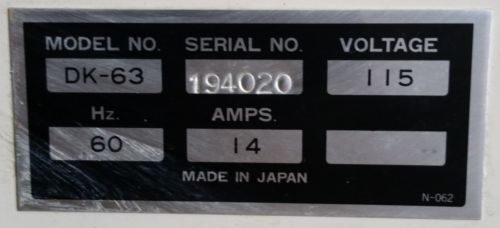 MODEL NO. SERIAL NO. VOLTAGE
DK-63 194020 115
Hz. AMPS.
60 14
MADE IN JAPAN
N-062